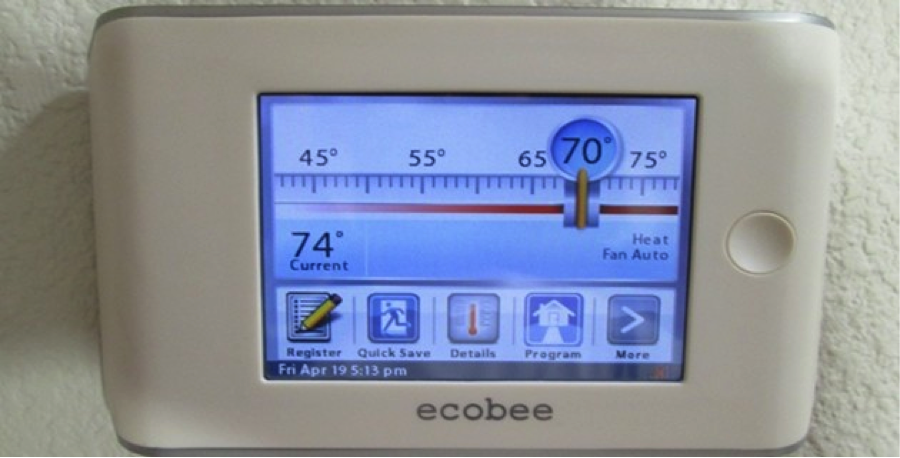 45° 55° 65 70° 75°
74°
Current
Heat
Fan Auto
Register Quick Save Details Program More
Fri Apr 19 5:13 pm
ecobee